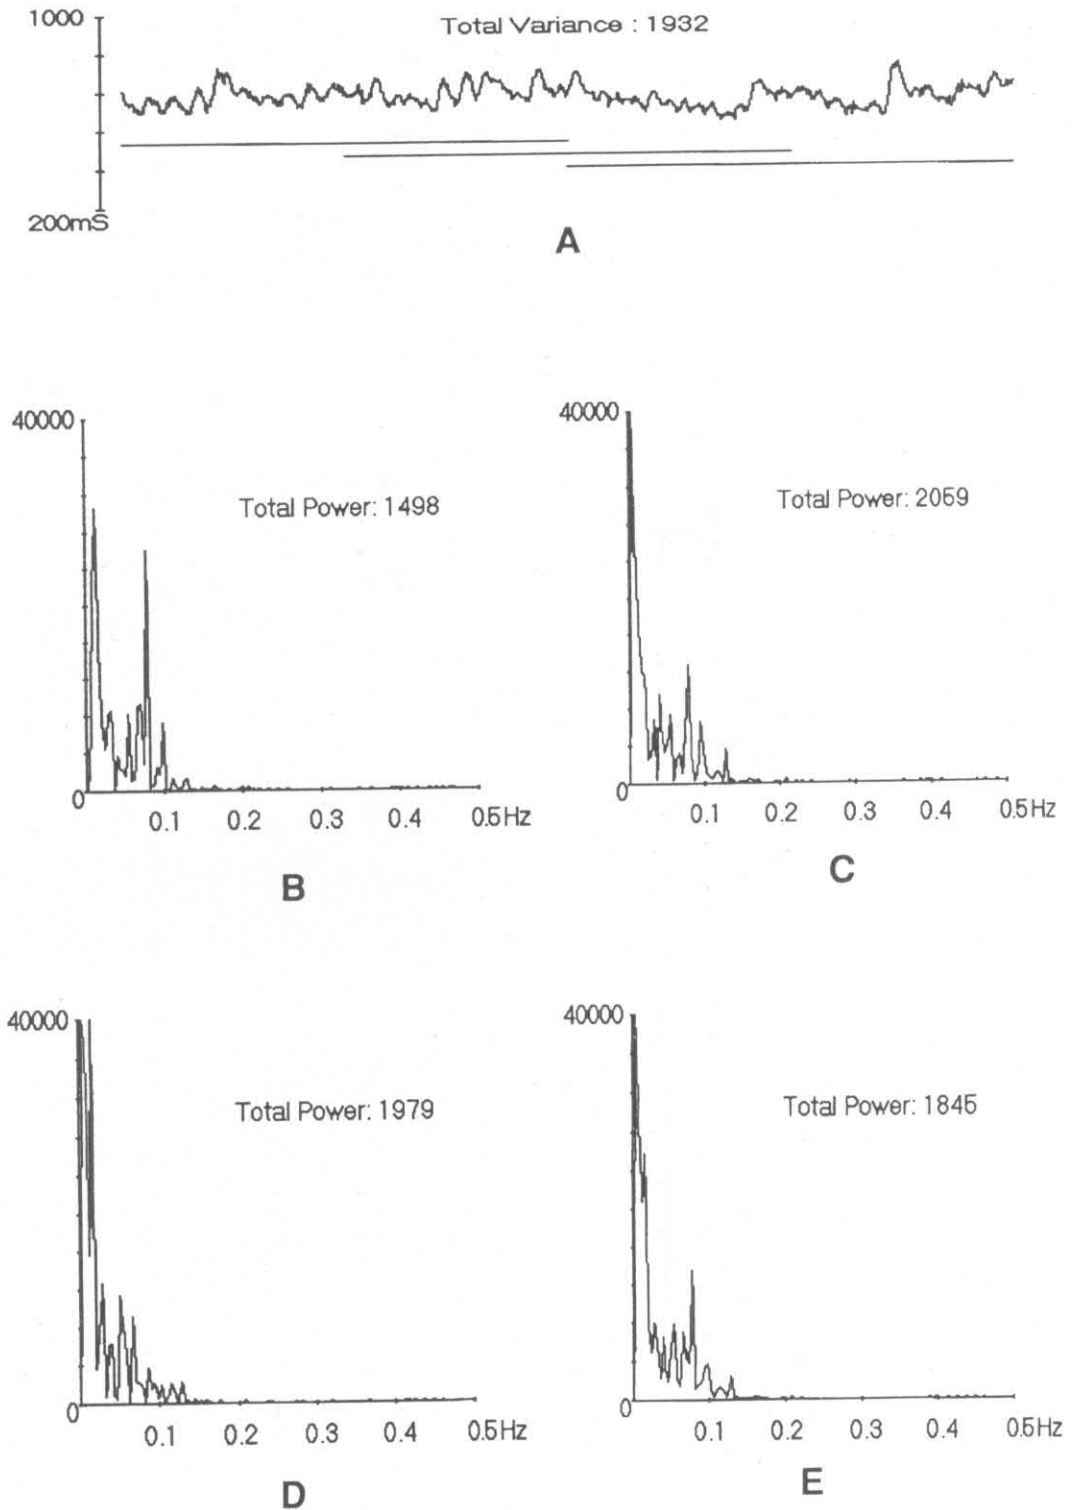 1000
Total Variance : 1932
200mS
A
40000
Total Power: 1498
0
0.1 0.2 0.3 0.4 0.5Hz
B
40000
Total Power: 2059
0
0.1 0.2 0.3 0.4 0.5Hz
C
40000
Total Power: 1979
0
0.1 0.2 0.3 0.4 0.5Hz
D
40000
Total Power: 1845
0
0.1 0.2 0.3 0.4 0.5Hz
E